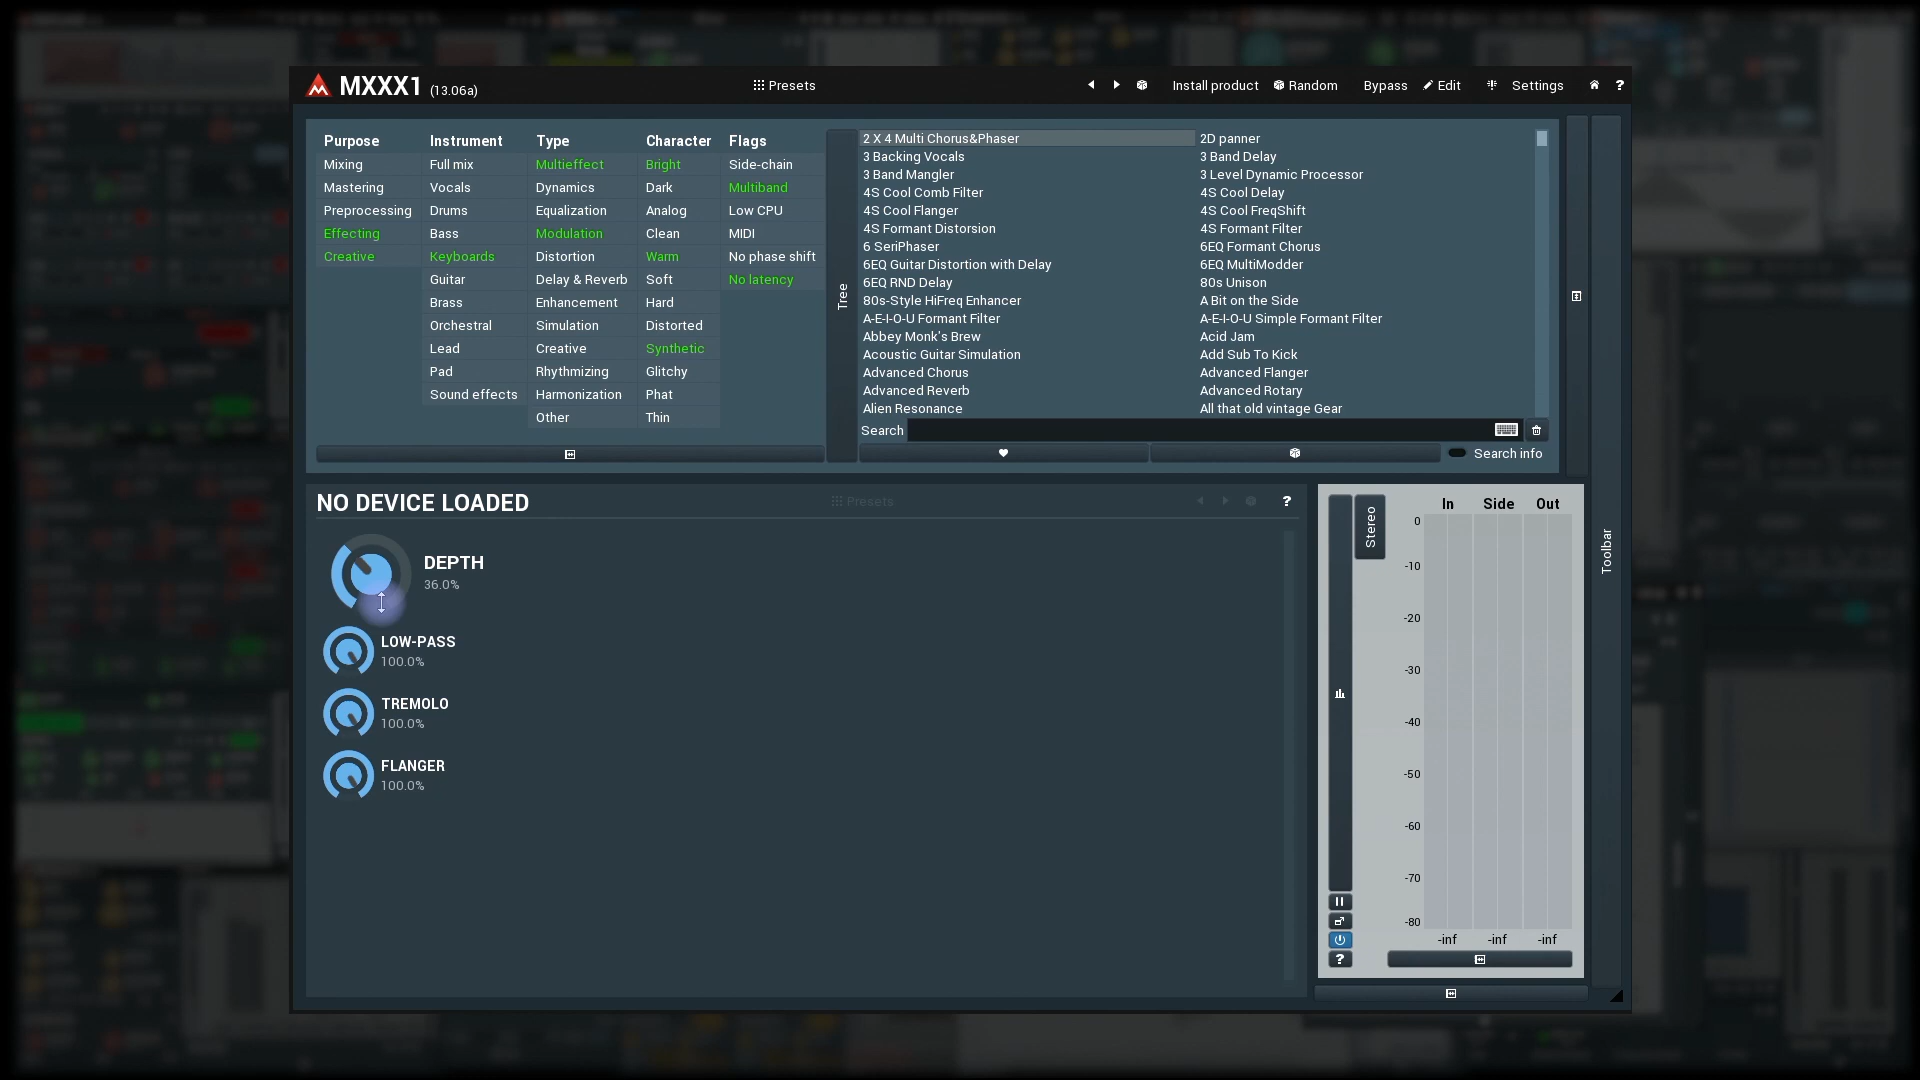 MXXX1 (13.06a)
Presets
Install product
Random
Bypass
Edit
Settings
?
Purpose
Mixing
Mastering
Preprocessing
Effecting
Creative
Instrument
Full mix
Vocals
Drums
Bass
Keyboards
Guitar
Brass
Orchestral
Lead
Pad
Sound effects
Type
Multieffect
Dynamics
Equalization
Modulation
Distortion
Delay & Reverb
Enhancement
Simulation
Creative
Rhythmizing
Harmonization
Other
Character
Bright
Dark
Analog
Clean
Warm
Soft
Hard
Distorted
Synthetic
Glitchy
Phat
Thin
Flags
Side-chain
Multiband
Low CPU
MIDI
No phase shift
No latency
Tree
2 X 4 Multi Chorus&Phaser
3 Backing Vocals
3 Band Mangler
4S Cool Comb Filter
4S Cool Flanger
4S Formant Distorsion
6 SeriPhaser
6EQ Guitar Distortion with Delay
6EQ RND Delay
80s-Style HiFreq Enhancer
A-E-I-O-U Formant Filter
Abbey Monk's Brew
Acoustic Guitar Simulation
Advanced Chorus
Advanced Reverb
Alien Resonance
2D panner
3 Band Delay
3 Level Dynamic Processor
4S Cool Delay
4S Cool FreqShift
4S Formant Filter
6EQ Formant Chorus
6EQ MultiModder
80s Unison
A Bit on the Side
A-E-I-O-U Simple Formant Filter
Acid Jam
Add Sub To Kick
Advanced Flanger
Advanced Rotary
All that old vintage Gear
Search
Search info
NO DEVICE LOADED
Presets
?
DEPTH
36.0%
LOW-PASS
100.0%
TREMOLO
100.0%
FLANGER
100.0%
Stereo
In Side Out
0
-10
-20
-30
-40
-50
-60
-70
-80
-inf -inf -inf
?
Toolbar